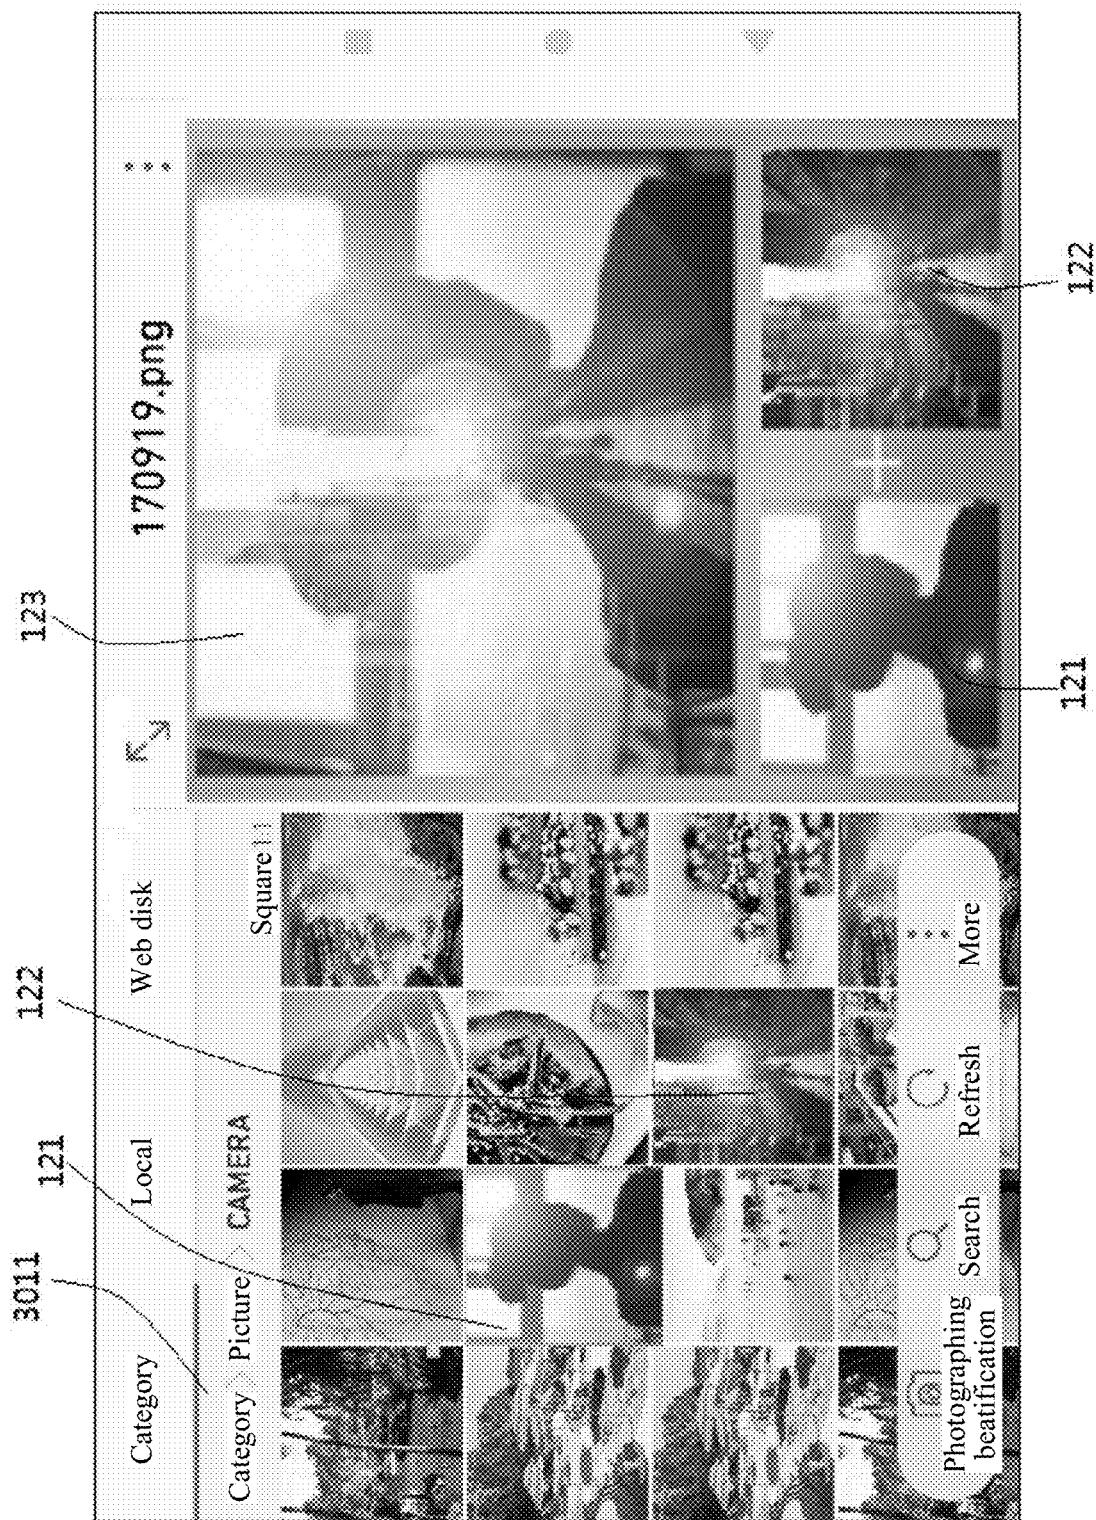 3011
121
122
123
Category
Local
Web disk
170919.png
Category > Picture > CAMERA
Square
Photographing
beatification
Search
Refresh
More
121
122